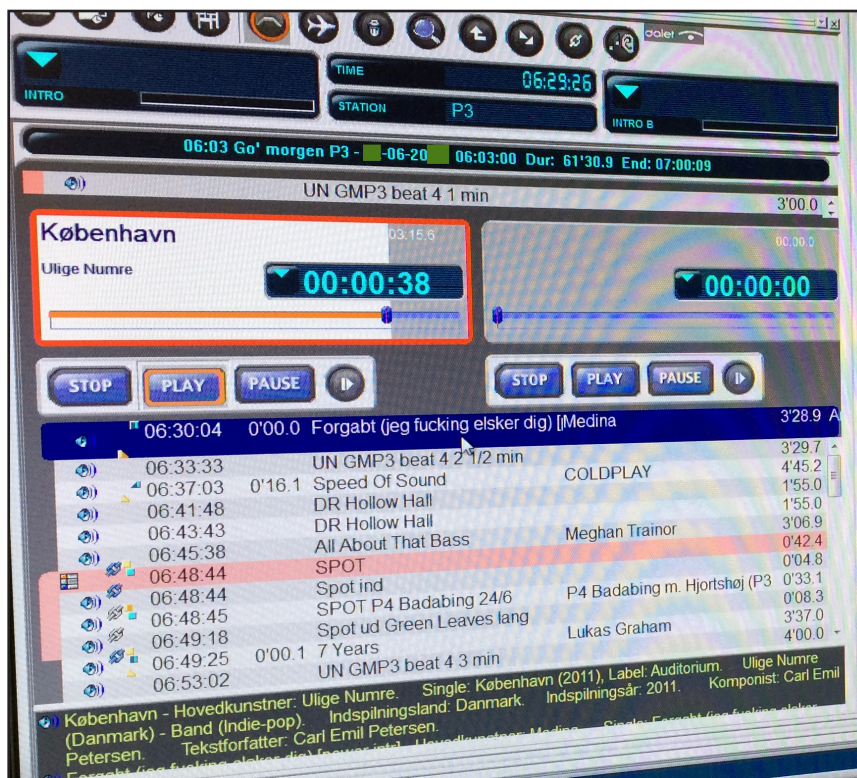 dalet
TIME 06:29:26
STATION P3
INTRO
INTRO B
06:03 Go' morgen P3 - -06-20 06:03:00 Dur: 61'30.9 End: 07:00:09
UN GMP3 beat 4 1 min 3'00.0
København 03:15.6
Ulige Numre 00:00:38
00:00.0
00:00:00
STOP PLAY PAUSE
STOP PLAY PAUSE
06:30:04 0'00.0 Forgabt (jeg fucking elsker dig) [Medina 3'28.9 A
06:33:33 UN GMP3 beat 4 2 1/2 min 3'29.7
06:37:03 0'16.1 Speed Of Sound COLDPLAY 4'45.2
06:41:48 DR Hollow Hall 1'55.0
06:43:43 DR Hollow Hall 1'55.0
06:45:38 All About That Bass Meghan Trainor 3'06.9
06:48:44 SPOT 0'42.4
06:48:44 Spot ind 0'04.8
06:48:45 SPOT P4 Badabing 24/6 P4 Badabing m. Hjortshøj (P3 0'33.1
06:49:18 Spot ud Green Leaves lang 0'08.3
06:49:25 0'00.1 7 Years Lukas Graham 3'37.0
06:53:02 UN GMP3 beat 4 3 min 4'00.0
København - Hovedkunstner: Ulige Numre. Single: København (2011), Label: Auditorium. Ulige Numre
(Danmark) - Band (Indie-pop). Indspilningsland: Danmark. Indspilningsår: 2011. Komponist: Carl Emil
Petersen. Tekstforfatter: Carl Emil Petersen.